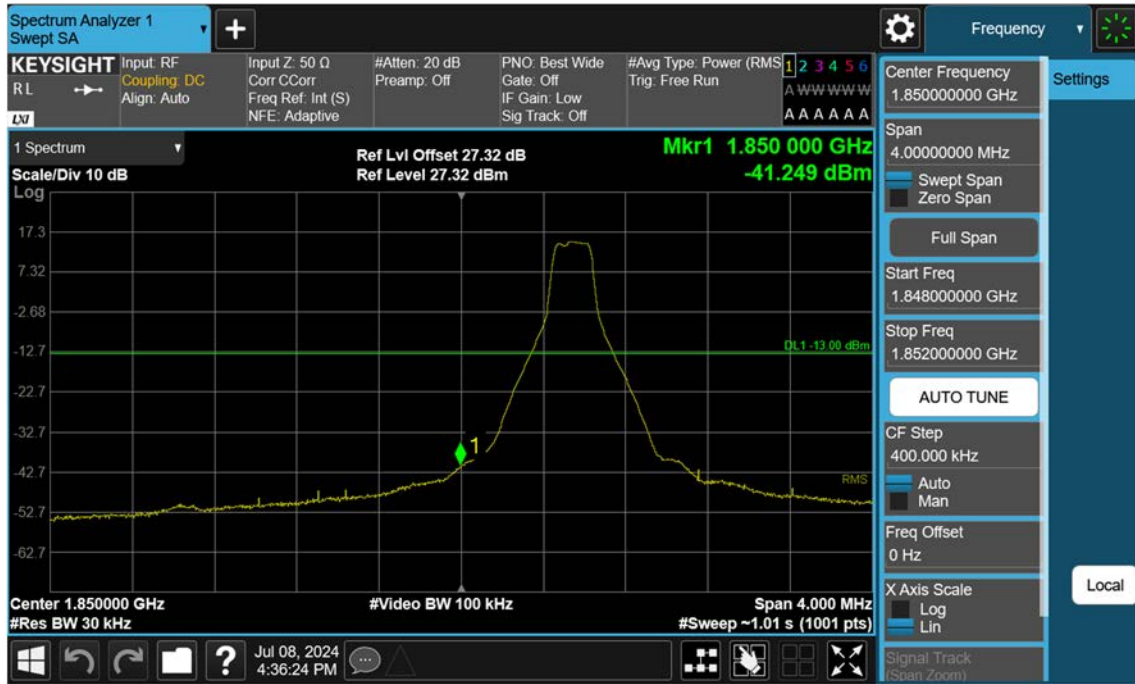 Spectrum Analyzer 1
Swept SA
+
Frequency
KEYSIGHT
R L
LXI
Input: RF
Coupling: DC
Align: Auto
Input Z: 50 Ω
Corr CCorr
Freq Ref: Int (S)
NFE: Adaptive
#Atten: 20 dB
Preamp: Off
PNO: Best Wide
Gate: Off
IF Gain: Low
Sig Track: Off
#Avg Type: Power (RMS
Trig: Free Run
1 2 3 4 5 6
A W W W W W
A A A A A A
1 Spectrum
Scale/Div 10 dB
Log
Ref Lvl Offset 27.32 dB
Ref Level 27.32 dBm
Mkr1 1.850 000 GHz
-41.249 dBm
17.3
7.32
-2.68
-12.7
DL1 -13.00 dBm
-22.7
-32.7
1
-42.7
RMS
-52.7
-62.7
Center 1.850000 GHz
#Video BW 100 kHz
Span 4.000 MHz
#Res BW 30 kHz
#Sweep ~1.01 s (1001 pts)
?
Jul 08, 2024
4:36:24 PM
Center Frequency
1.850000000 GHz
Span
4.00000000 MHz
Swept Span
Zero Span
Full Span
Start Freq
1.848000000 GHz
Stop Freq
1.852000000 GHz
AUTO TUNE
CF Step
400.000 kHz
Auto
Man
Freq Offset
0 Hz
X Axis Scale
Log
Lin
Signal Track
(Span Zoom)
Settings
Local